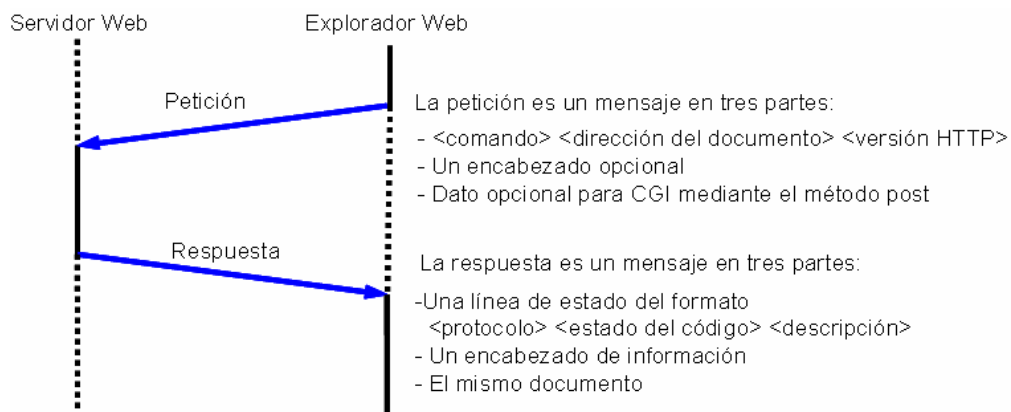 Servidor Web
Explorador Web
Petición
La petición es un mensaje en tres partes:
- <comando> <dirección del documento> <versión HTTP>
- Un encabezado opcional
- Dato opcional para CGI mediante el método post
Respuesta
La respuesta es un mensaje en tres partes:
-Una línea de estado del formato
<protocolo> <estado del código> <descripción>
- Un encabezado de información
- El mismo documento